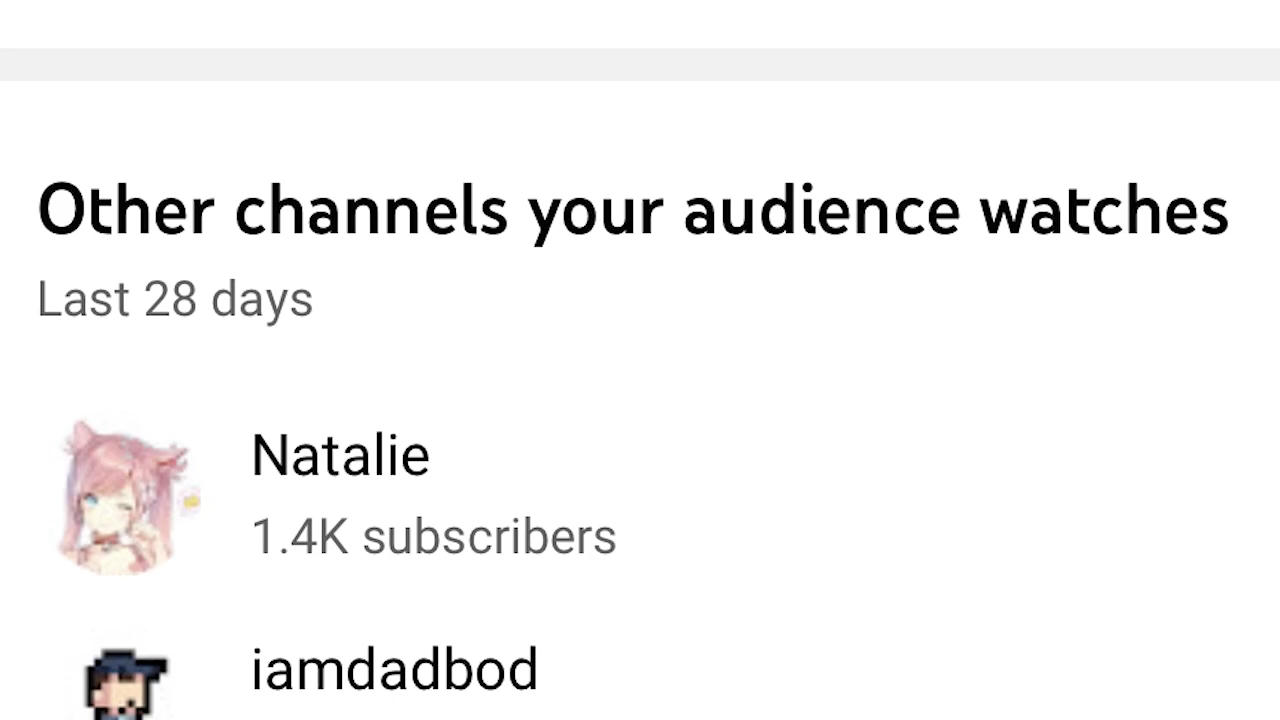 Other channels your audience watches
Last 28 days
Natalie
1.4K subscribers
iamdadbod